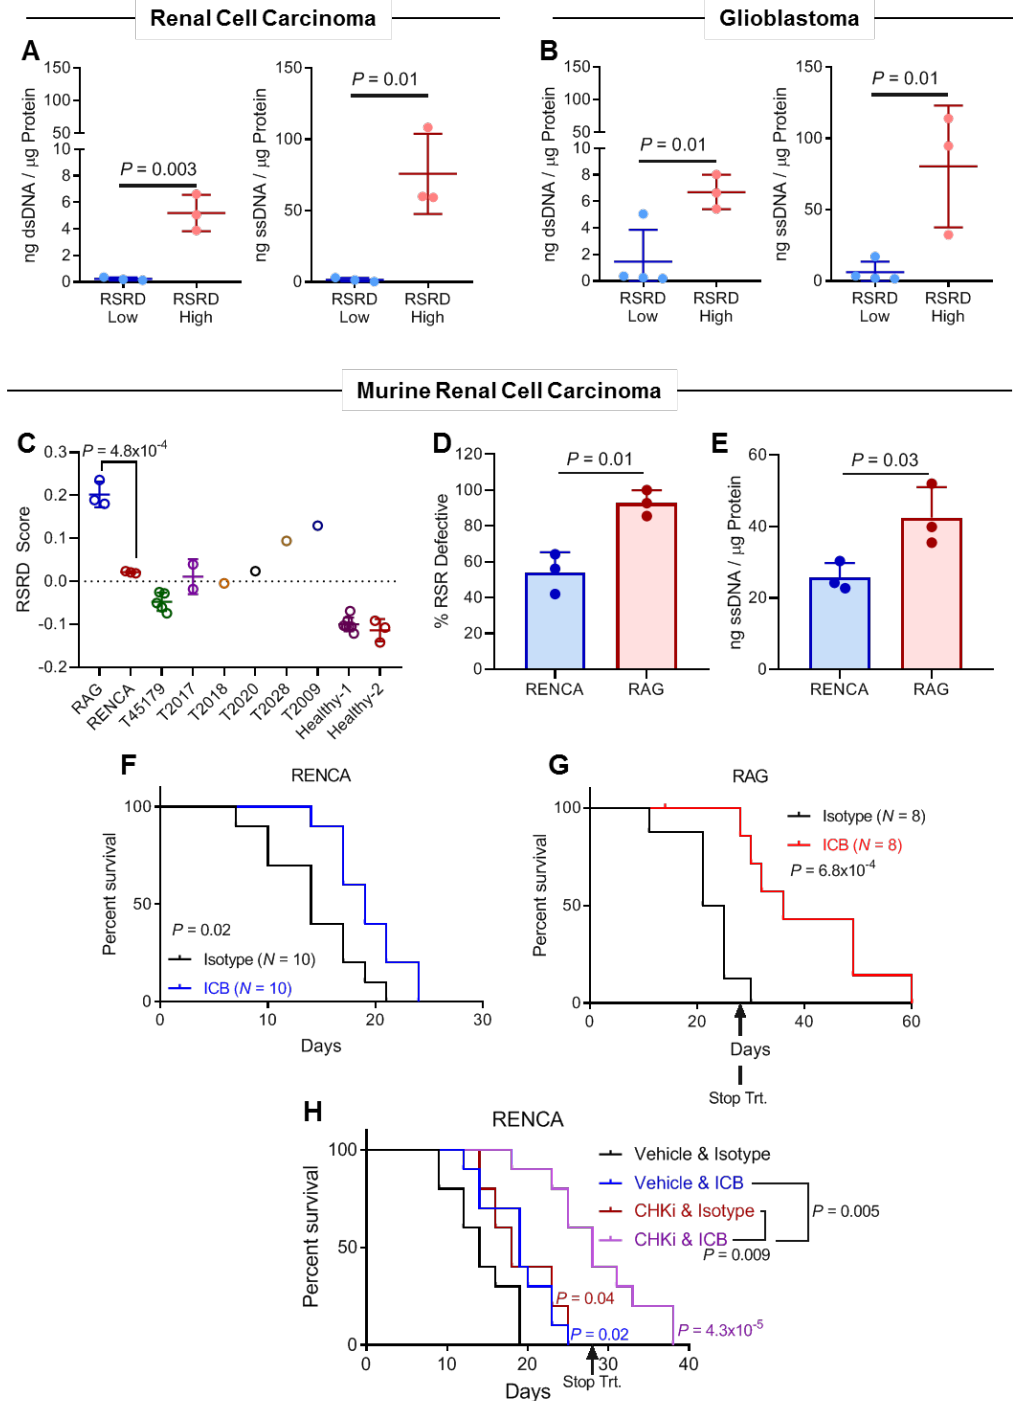 Renal Cell Carcinoma
Glioblastoma
A
ng dsDNA / µg Protein
150
100
50
10
8
6
4
2
0
P = 0.003
RSRD Low
RSRD High
ng ssDNA / µg Protein
150
100
50
0
P = 0.01
RSRD Low
RSRD High
B
ng dsDNA / µg Protein
150
100
50
10
8
6
4
2
0
P = 0.01
RSRD Low
RSRD High
ng ssDNA / µg Protein
150
100
50
0
P = 0.01
RSRD Low
RSRD High
Murine Renal Cell Carcinoma
C
RSRD Score
0.3
0.2
0.1
0.0
-0.1
-0.2
P = 4.8x10⁻⁴
RAG
RENCA
T45179
T2017
T2018
T2020
T2028
T2009
Healthy-1
Healthy-2
D
% RSR Defective
120
100
80
60
40
20
0
P = 0.01
RENCA
RAG
E
ng ssDNA / µg Protein
60
40
20
0
P = 0.03
RENCA
RAG
F
RENCA
Percent survival
100
50
0
P = 0.02
Isotype (N = 10)
ICB (N = 10)
0
10
20
30
Days
G
RAG
Percent survival
100
50
0
Isotype (N = 8)
ICB (N = 8)
P = 6.8x10⁻⁴
0
20
40
60
Days
Stop Trt.
H
RENCA
Percent survival
100
50
0
Vehicle & Isotype
Vehicle & ICB
CHKi & Isotype
CHKi & ICB
P = 0.005
P = 0.009
P = 0.04
P = 0.02
P = 4.3x10⁻⁵
0
10
20
30
40
Days
Stop Trt.